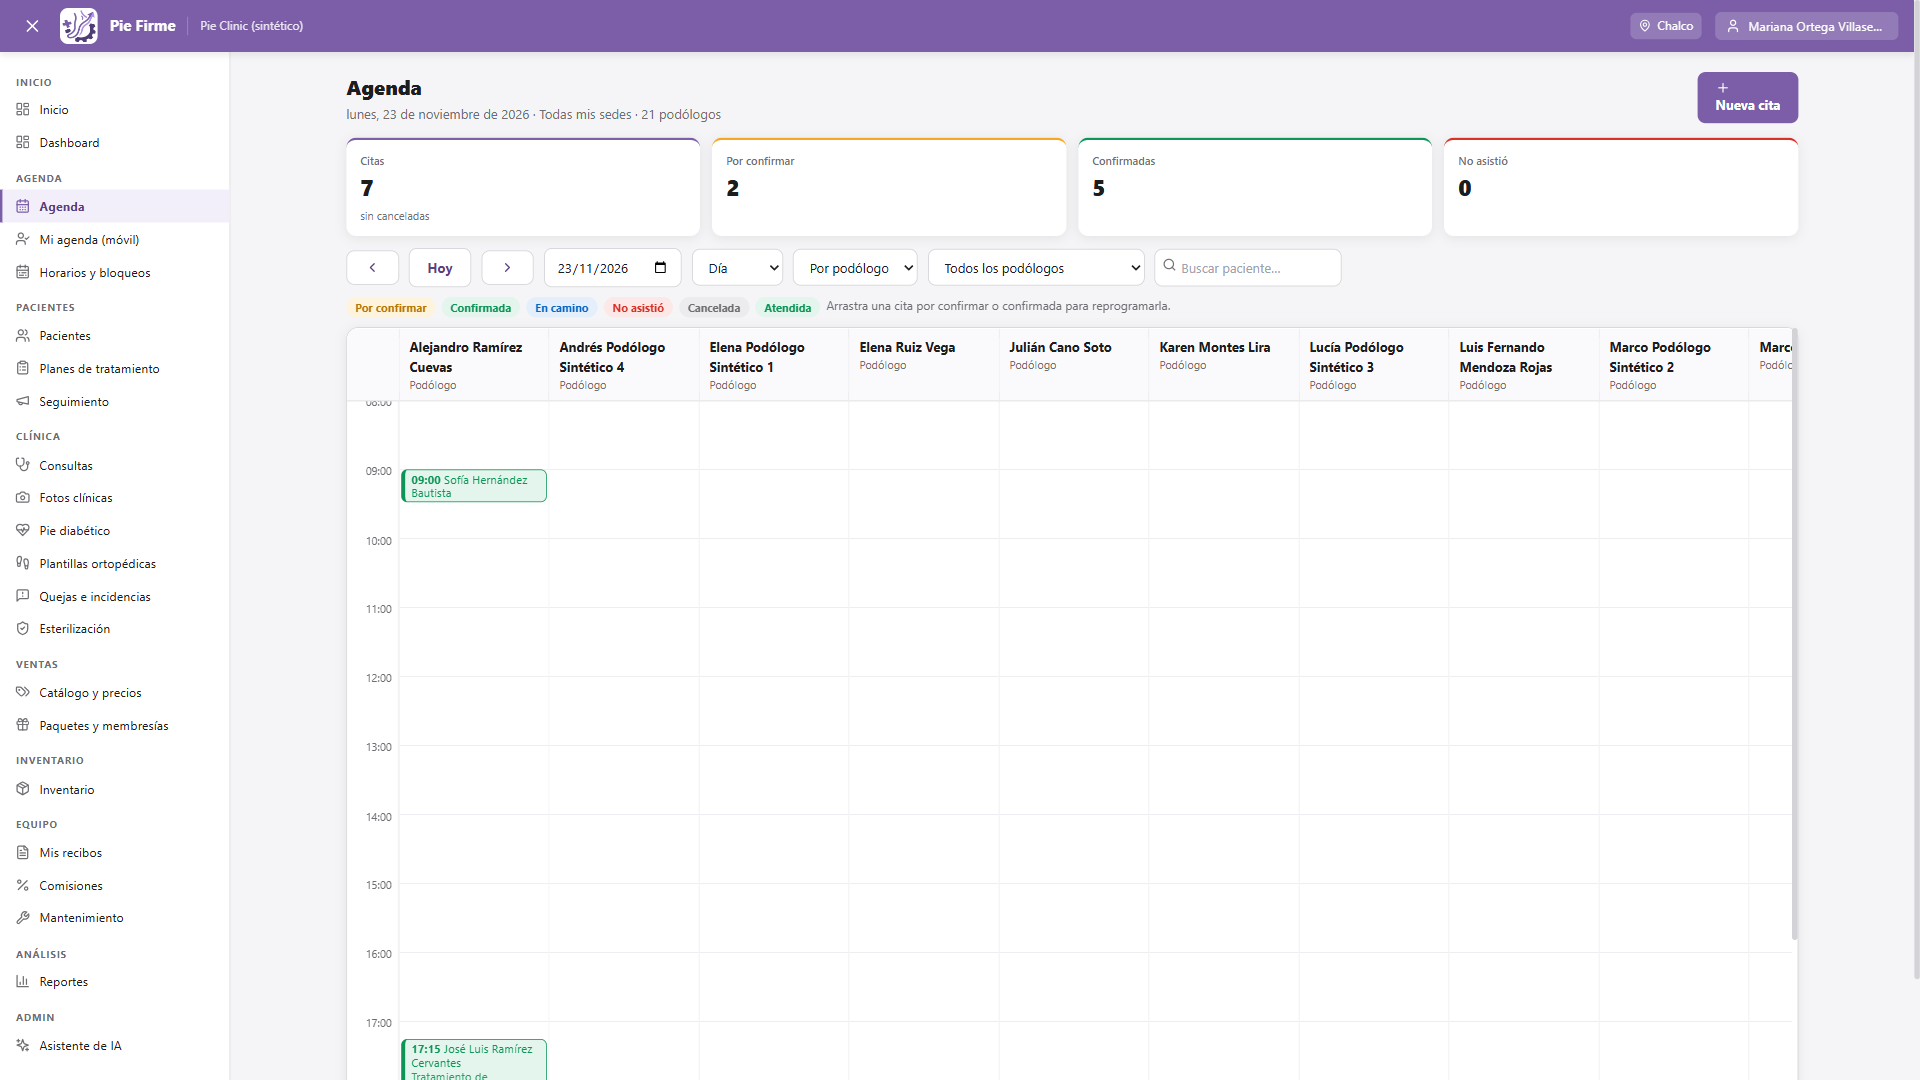 Pie Firme
Pie Clinic (sintético)
Chalco
Mariana Ortega Villase...
INICIO
Inicio
Dashboard
AGENDA
Agenda
Mi agenda (móvil)
Horarios y bloqueos
PACIENTES
Pacientes
Planes de tratamiento
Seguimiento
CLÍNICA
Consultas
Fotos clínicas
Pie diabético
Plantillas ortopédicas
Quejas e incidencias
Esterilización
VENTAS
Catálogo y precios
Paquetes y membresías
INVENTARIO
Inventario
EQUIPO
Mis recibos
Comisiones
Mantenimiento
ANÁLISIS
Reportes
ADMIN
Asistente de IA
Agenda
lunes, 23 de noviembre de 2026 · Todas mis sedes · 21 podólogos
+
Nueva cita
Citas
7
sin canceladas
Por confirmar
2
Confirmadas
5
No asistió
0
Hoy
23/11/2026
Día
Por podólogo
Todos los podólogos
Buscar paciente...
Por confirmar
Confirmada
En camino
No asistió
Cancelada
Atendida
Arrastra una cita por confirmar o confirmada para reprogramarla.
Alejandro Ramírez
Cuevas
Podólogo
Andrés Podólogo
Sintético 4
Podólogo
Elena Podólogo
Sintético 1
Podólogo
Elena Ruiz Vega
Podólogo
Julián Cano Soto
Podólogo
Karen Montes Lira
Podólogo
Lucía Podólogo
Sintético 3
Podólogo
Luis Fernando
Mendoza Rojas
Podólogo
Marco Podólogo
Sintético 2
Podólogo
08:00
09:00
09:00 Sofía Hernández
Bautista
10:00
11:00
12:00
13:00
14:00
15:00
16:00
17:00
17:15 José Luis Ramírez
Cervantes
Tratamiento de